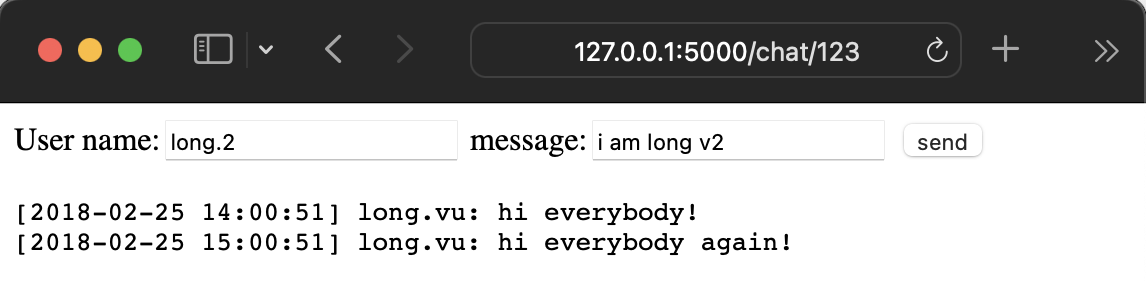 127.0.0.1:5000/chat/123
User name: long.2 message: i am long v2 send
[2018-02-25 14:00:51] long.vu: hi everybody!
[2018-02-25 15:00:51] long.vu: hi everybody again!